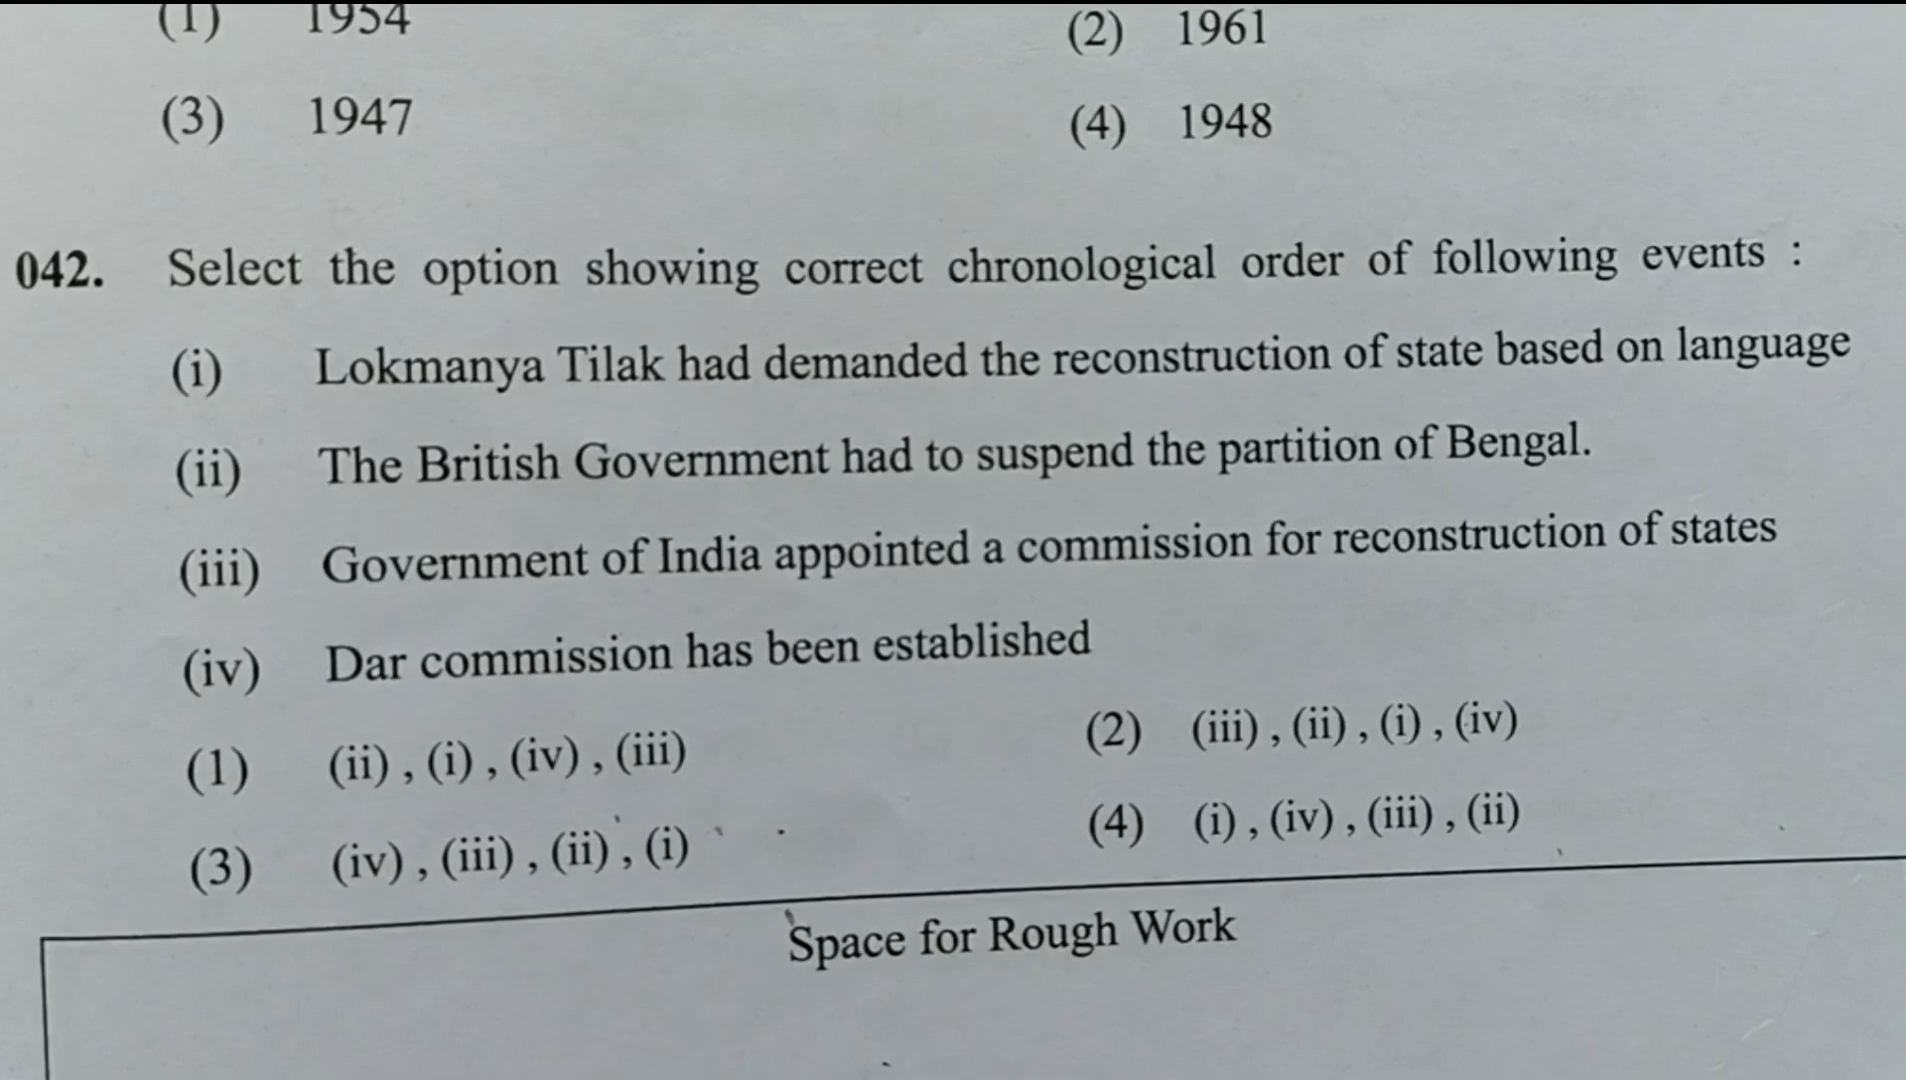 (1) 1954 (2) 1961
(3) 1947 (4) 1948
042. Select the option showing correct chronological order of following events :
(i) Lokmanya Tilak had demanded the reconstruction of state based on language
(ii) The British Government had to suspend the partition of Bengal.
(iii) Government of India appointed a commission for reconstruction of states
(iv) Dar commission has been established
(1) (ii) , (i) , (iv) , (iii) (2) (iii) , (ii) , (i) , (iv)
(3) (iv) , (iii) , (ii) , (i) (4) (i) , (iv) , (iii) , (ii)
Space for Rough Work